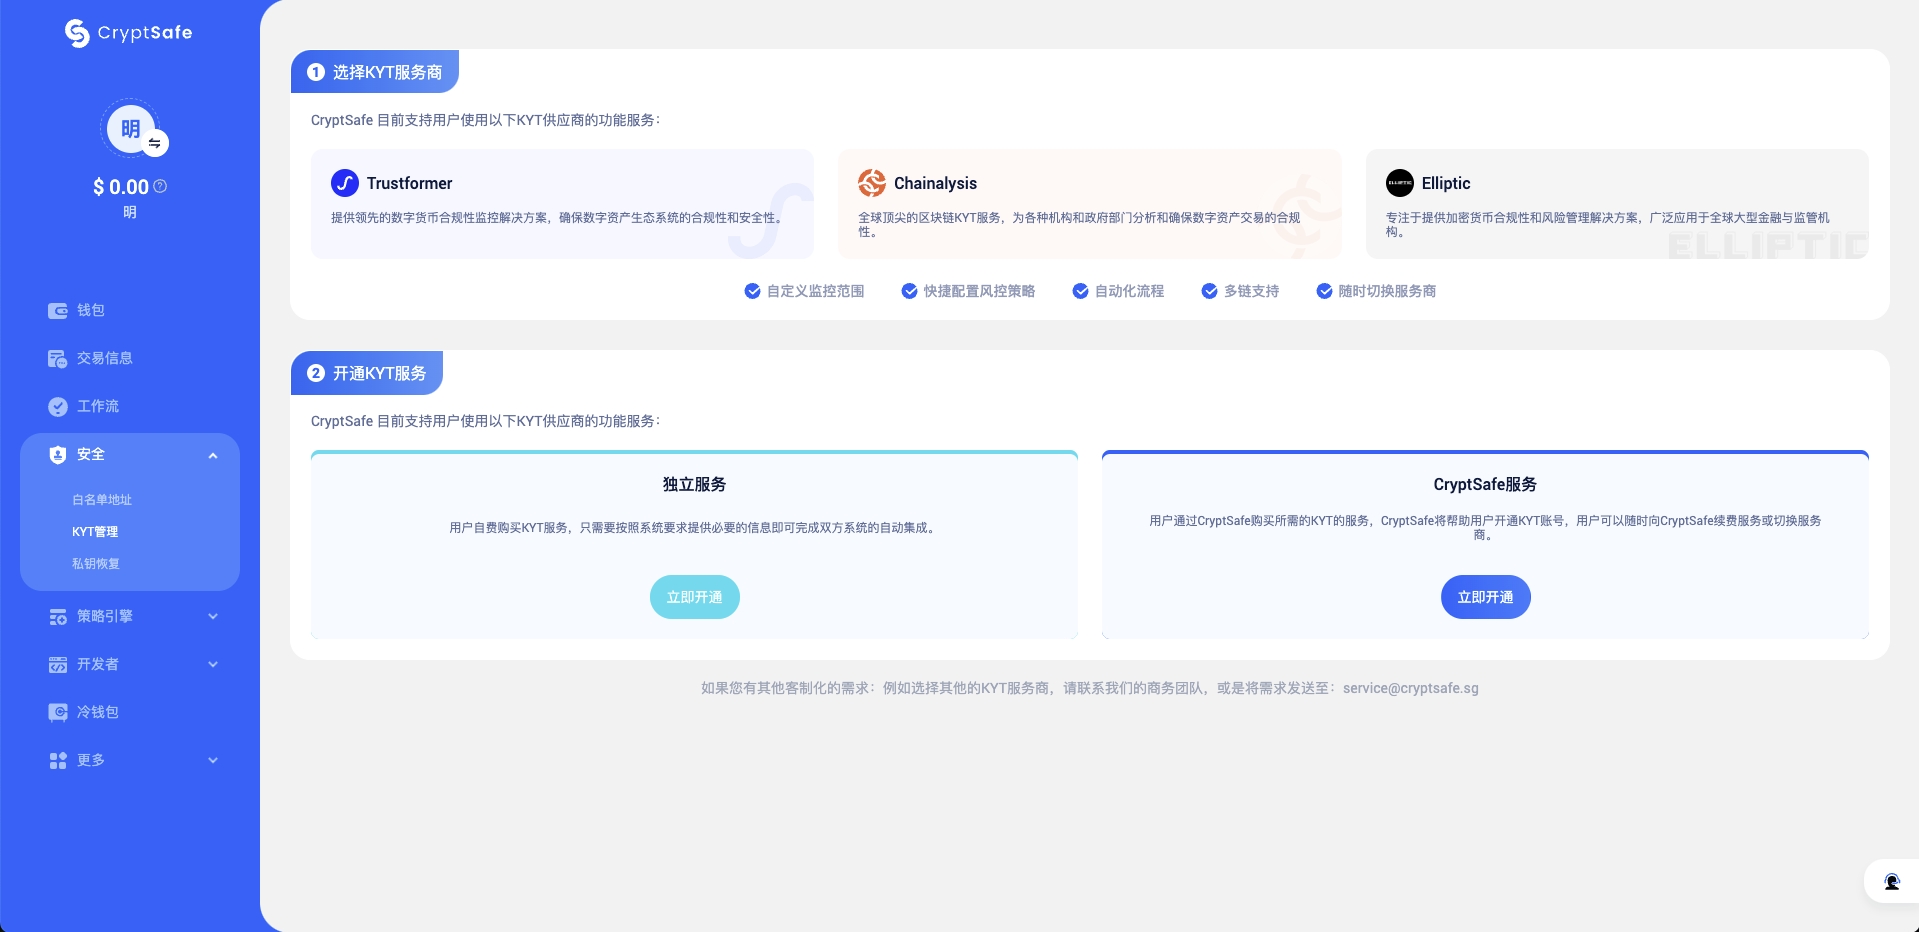 CryptSafe
明
$ 0.00
明
钱包
交易信息
工作流
安全
白名单地址
KYT管理
私钥恢复
策略引擎
开发者
冷钱包
更多
1 选择KYT服务商
CryptSafe 目前支持用户使用以下KYT供应商的功能服务：
Trustformer
提供领先的数字货币合规性监控解决方案，确保数字资产生态系统的合规性和安全性。
Chainalysis
全球顶尖的区块链KYT服务，为各种机构和政府部门分析和确保数字资产交易的合规
性。
ELLIPTIC
Elliptic
专注于提供加密货币合规性和风险管理解决方案，广泛应用于全球大型金融与监管机
构。
ELLIPTIC
自定义监控范围
快捷配置风控策略
自动化流程
多链支持
随时切换服务商
2 开通KYT服务
CryptSafe 目前支持用户使用以下KYT供应商的功能服务：
独立服务
用户自费购买KYT服务，只需要按照系统要求提供必要的信息即可完成双方系统的自动集成。
立即开通
CryptSafe服务
用户通过CryptSafe购买所需的KYT的服务，CryptSafe将帮助用户开通KYT账号，用户可以随时向CryptSafe续费服务或切换服务
商。
立即开通
如果您有其他客制化的需求：例如选择其他的KYT服务商，请联系我们的商务团队，或是将需求发送至：service@cryptsafe.sg